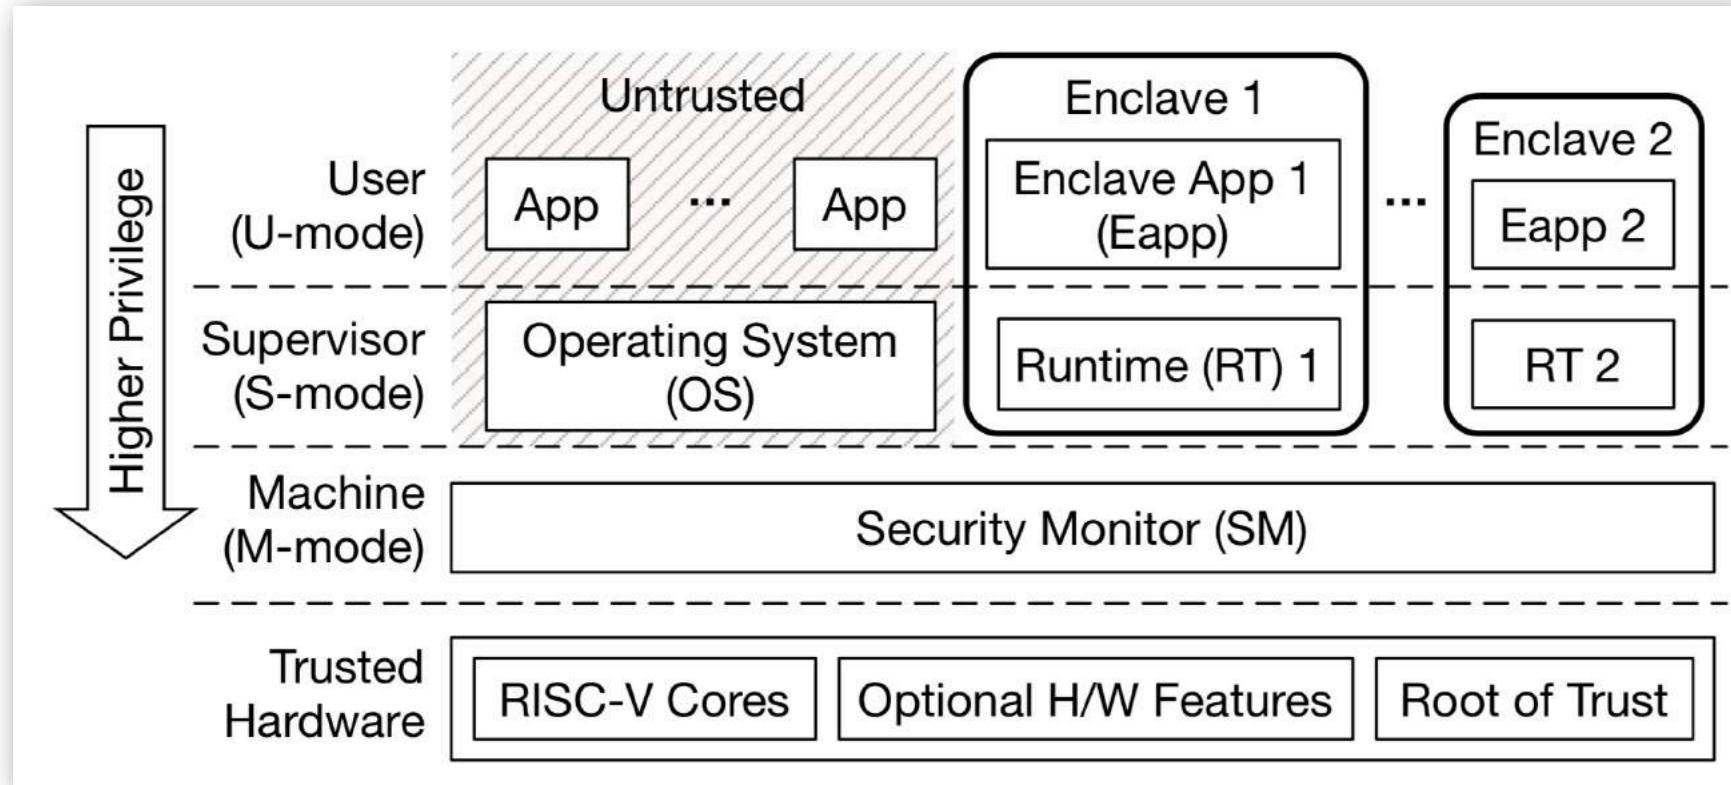 Higher Privilege
Untrusted
Enclave 1
Enclave 2
User
(U-mode)
App
...
App
Enclave App 1
(Eapp)
...
Eapp 2
Supervisor
(S-mode)
Operating System
(OS)
Runtime (RT) 1
RT 2
Machine
(M-mode)
Security Monitor (SM)
Trusted
Hardware
RISC-V Cores
Optional H/W Features
Root of Trust